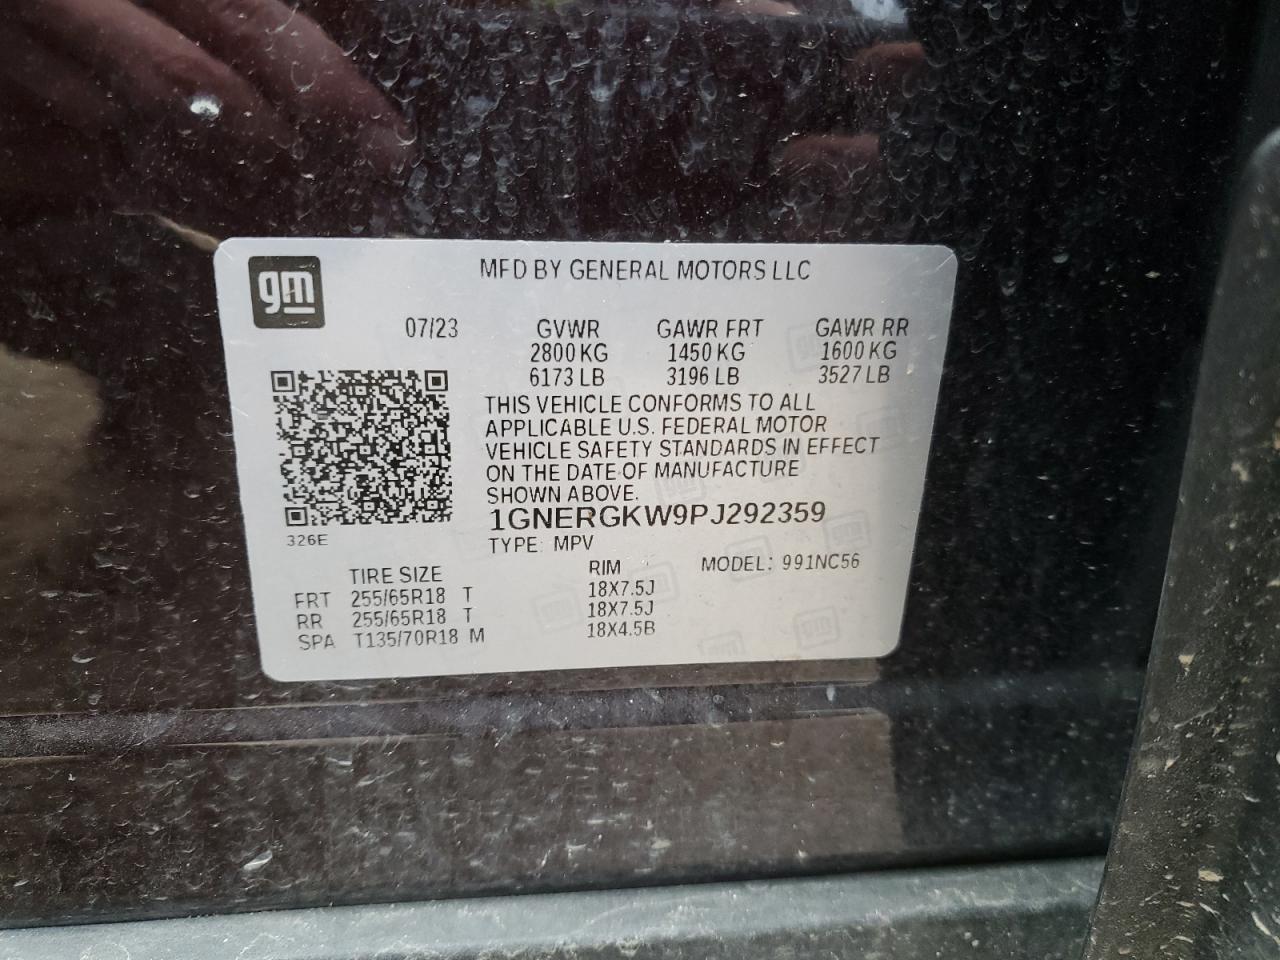 gm
MFD BY GENERAL MOTORS LLC
07/23 GVWR GAWR FRT GAWR RR
2800 KG 1450 KG 1600 KG
6173 LB 3196 LB 3527 LB
THIS VEHICLE CONFORMS TO ALL
APPLICABLE U.S. FEDERAL MOTOR
VEHICLE SAFETY STANDARDS IN EFFECT
ON THE DATE OF MANUFACTURE
SHOWN ABOVE.
1GNERGKW9PJ292359
326E
TYPE: MPV
MODEL: 991NC56
TIRE SIZE RIM
FRT 255/65R18 T 18X7.5J
RR 255/65R18 T 18X7.5J
SPA T135/70R18 M 18X4.5B